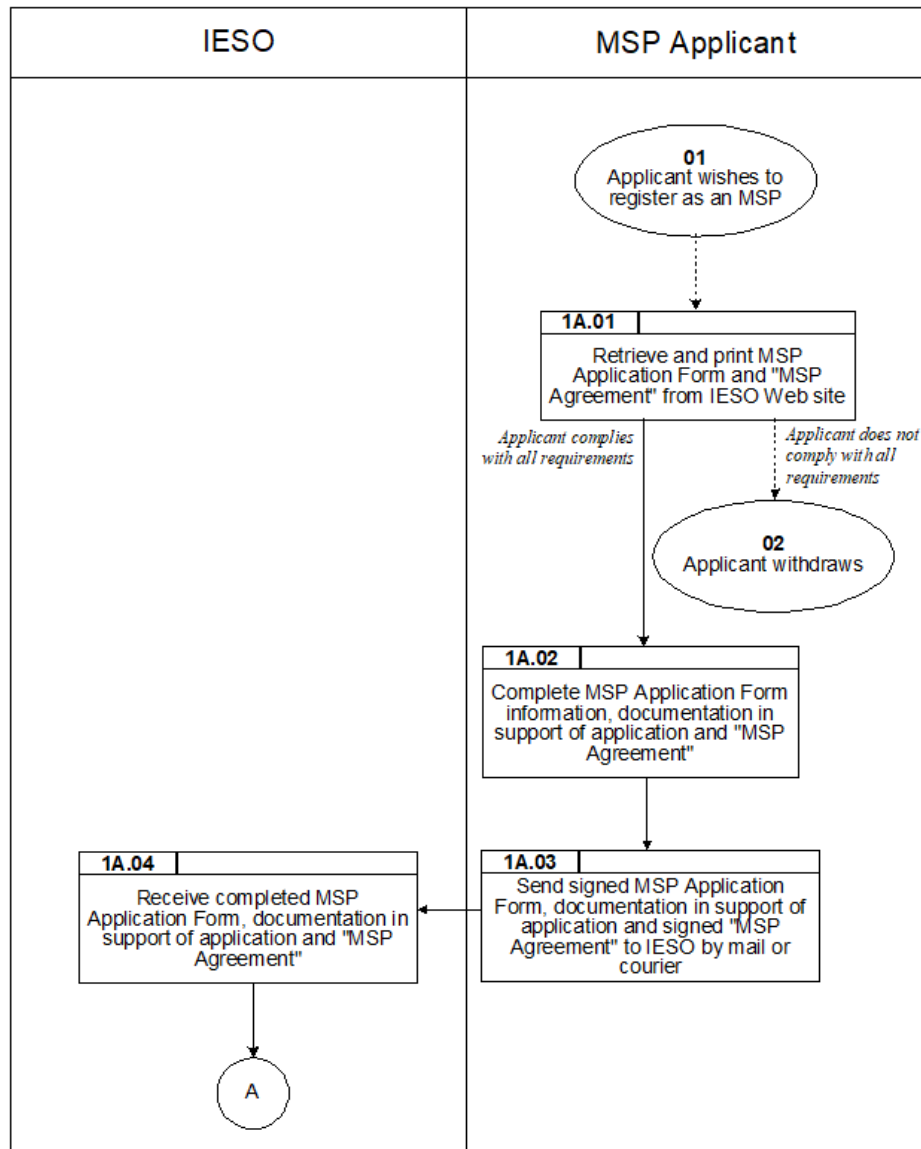 IESO
MSP Applicant
01
Applicant wishes to
register as an MSP
1A.01
Retrieve and print MSP
Application Form and "MSP
Agreement" from IESO Web site
Applicant complies
with all requirements
Applicant does not
comply with all
requirements
02
Applicant withdraws
1A.02
Complete MSP Application Form
information, documentation in
support of application and "MSP
Agreement"
1A.03
Send signed MSP Application
Form, documentation in support of
application and signed "MSP
Agreement" to IESO by mail or
courier
1A.04
Receive completed MSP
Application Form, documentation in
support of application and "MSP
Agreement"
A